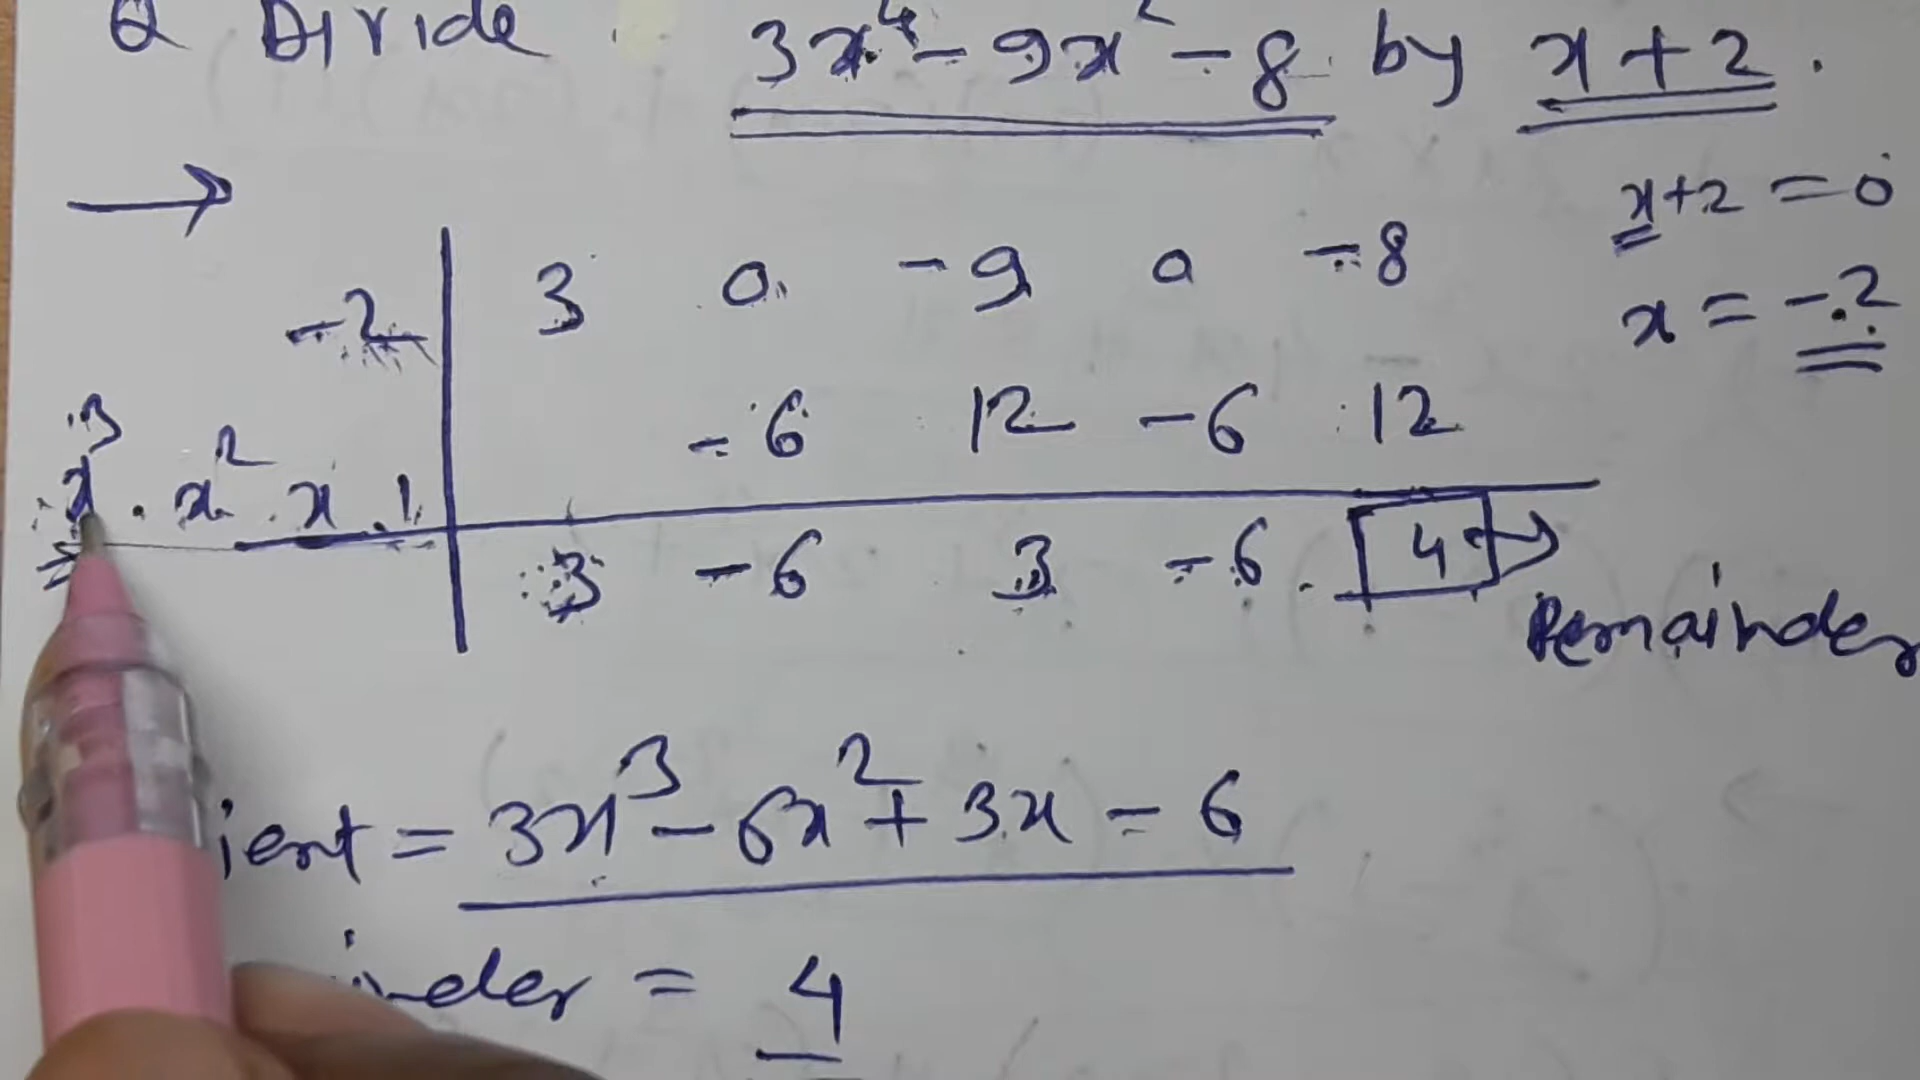 Q Divide 3x⁴ - 9x² - 8 by x + 2 .
x + 2 = 0
x = -2
-2 3 0 -9 0 -8
-6 12 -6 12
x³ . x² . x . 1
3 -6 3 -6 4 → Remainder
ient = 3x³ - 6x² + 3x - 6
inder = 4